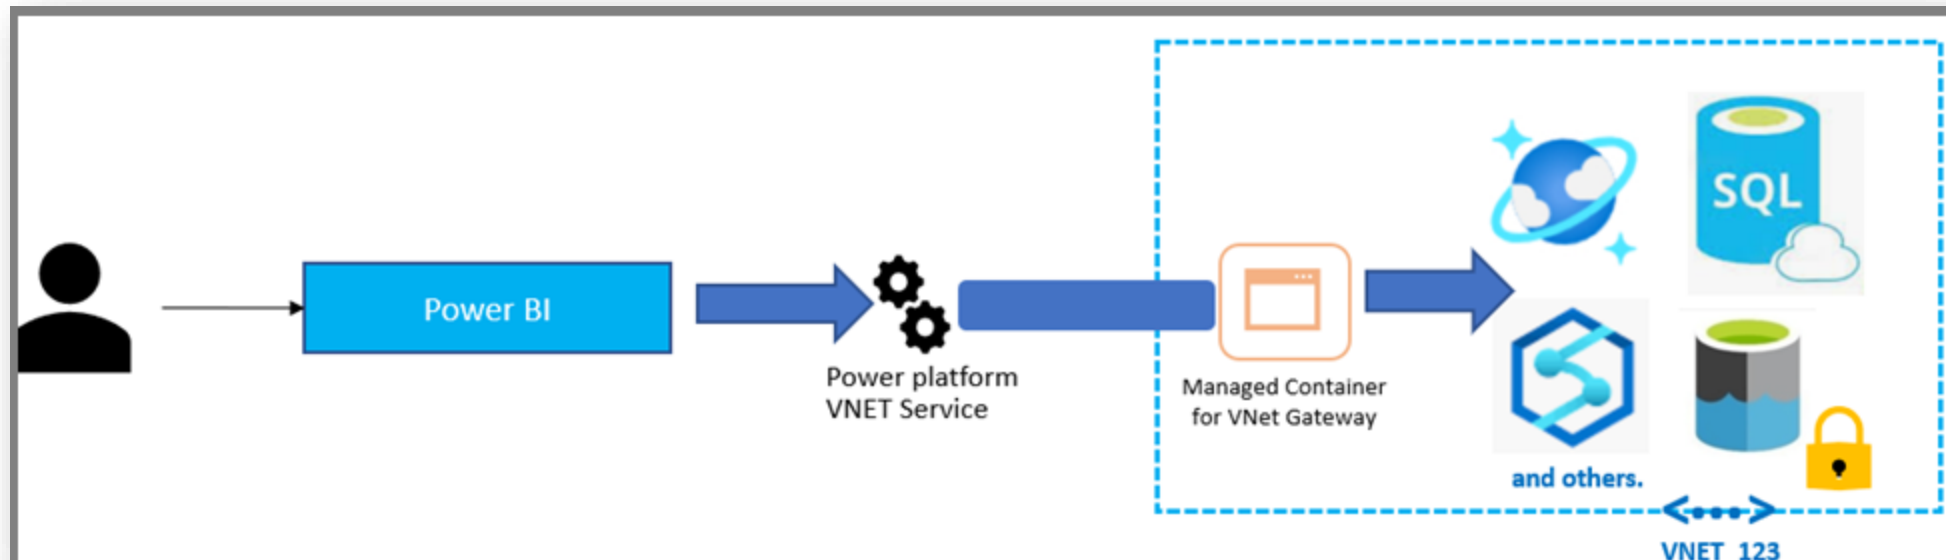 Power BI
Power platform
VNET Service
Managed Container
for VNet Gateway
SQL
and others.
VNET_123